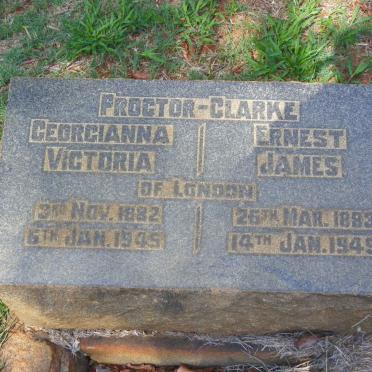 PROCTOR-CLARKE
GEORGIANNA ERNEST
VICTORIA JAMES
OF LONDON
3RD NOV. 1882 25TH MAR. 1893
6TH JAN. 1945 14TH JAN. 1949